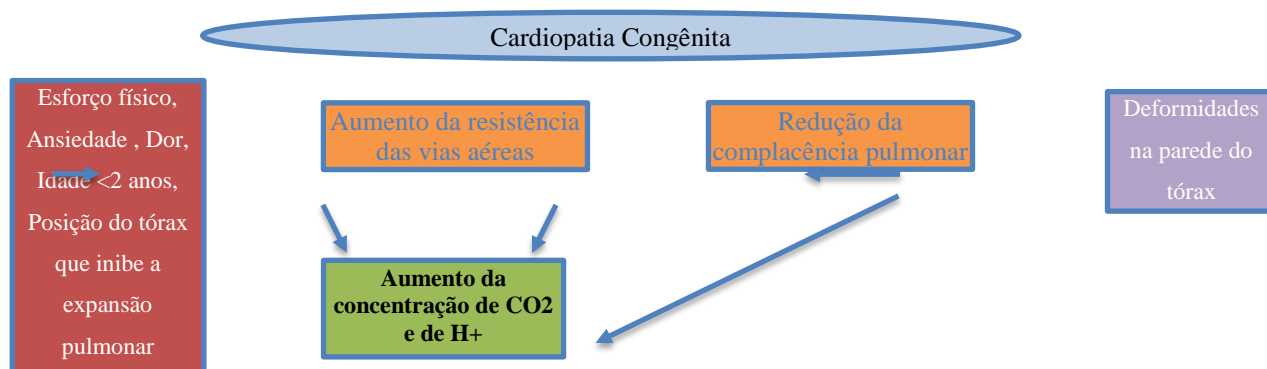 Cardiopatia Congênita
Esforço físico,
Ansiedade , Dor,
Idade <2 anos,
Posição do tórax
que inibe a
expansão
pulmonar
Aumento da resistência
das vias aéreas
Redução da
complacência pulmonar
Deformidades
na parede do
tórax
Aumento da
concentração de CO2
e de H+